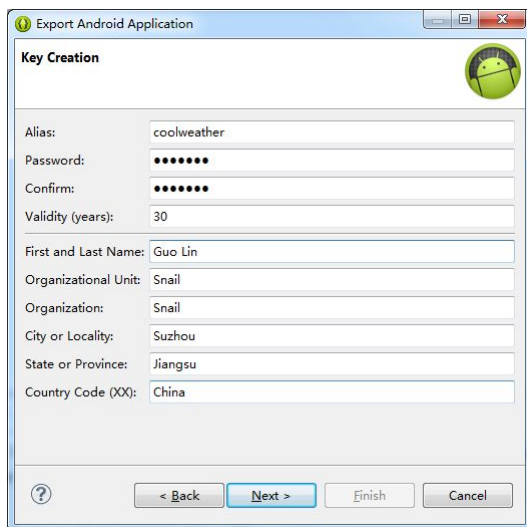 Export Android Application
Key Creation
Alias: coolweather
Password: •••••••
Confirm: •••••••
Validity (years): 30
First and Last Name: Guo Lin
Organizational Unit: Snail
Organization: Snail
City or Locality: Suzhou
State or Province: Jiangsu
Country Code (XX): China
? < Back Next > Finish Cancel